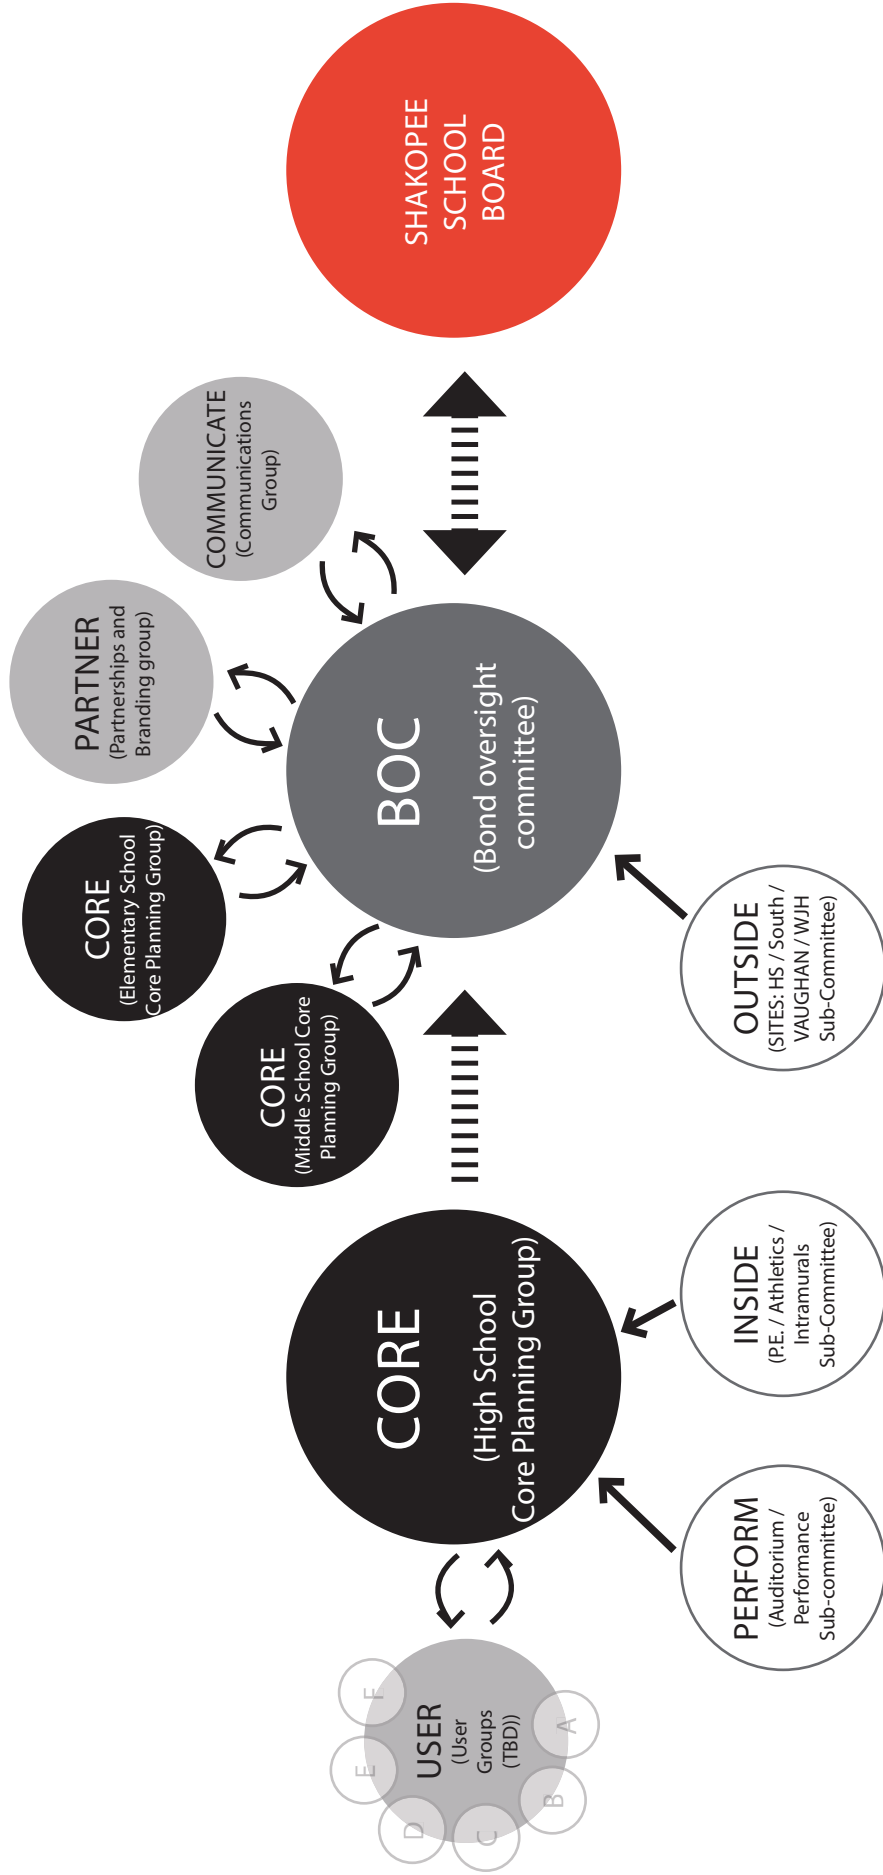 USER
(User
Groups
(TBD))
A
B
C
D
E
F
CORE
(High School
Core Planning Group)
PERFORM
(Auditorium /
Performance
Sub-committee)
INSIDE
(P.E. / Athletics /
Intramurals
Sub-Committee)
OUTSIDE
(SITES: HS / South /
VAUGHAN / WJH
Sub-Committee)
CORE
(Middle School Core
Planning Group)
CORE
(Elementary School
Core Planning Group)
PARTNER
(Partnerships and
Branding group)
COMMUNICATE
(Communications
Group)
BOC
(Bond oversight
committee)
SHAKOPEE
SCHOOL
BOARD